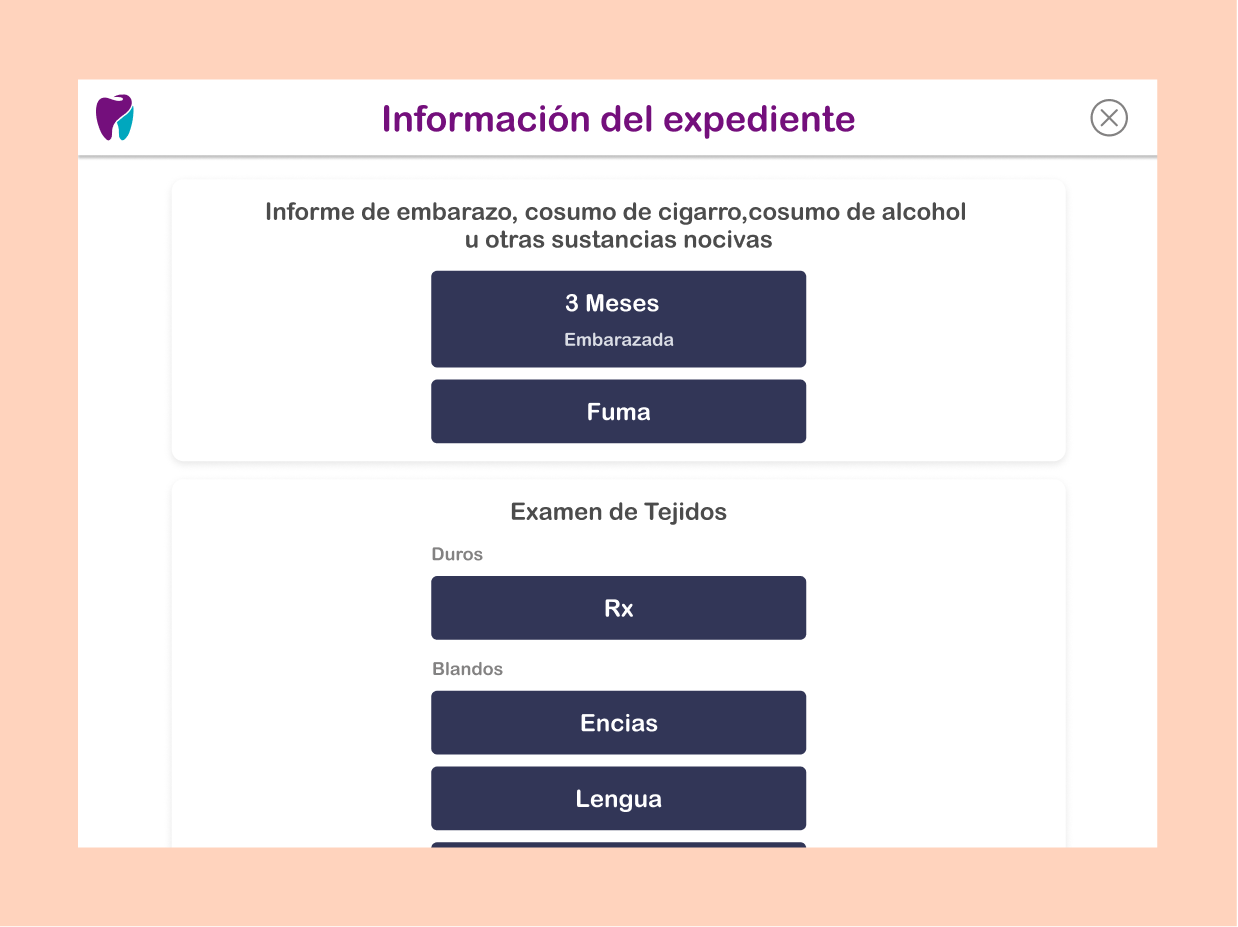 Información del expediente
Informe de embarazo, cosumo de cigarro,cosumo de alcohol
u otras sustancias nocivas
3 Meses
Embarazada
Fuma
Examen de Tejidos
Duros
Rx
Blandos
Encias
Lengua